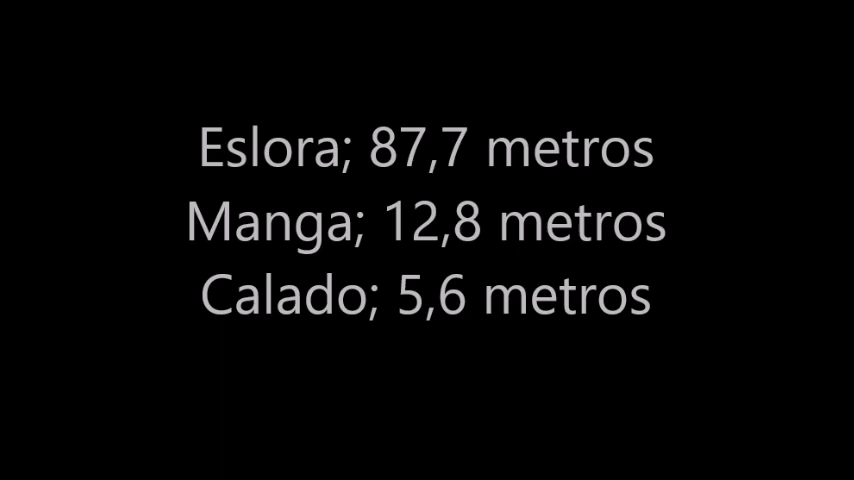 Eslora; 87,7 metros
Manga; 12,8 metros
Calado; 5,6 metros